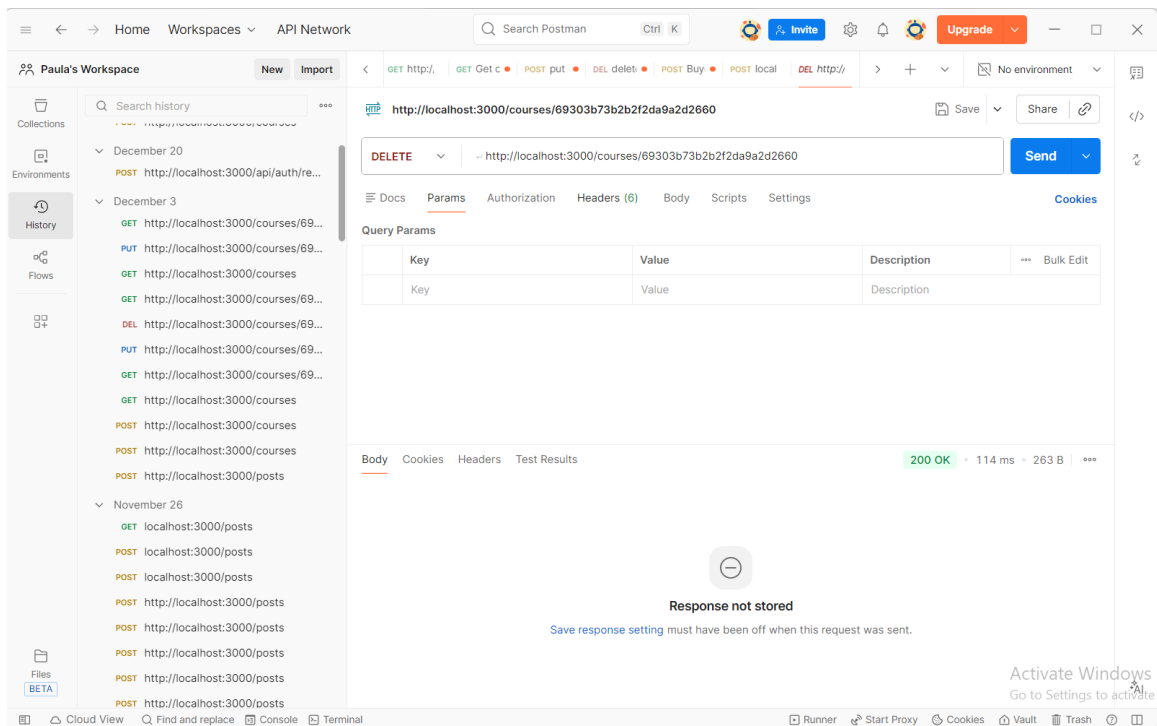 Home Workspaces API Network Search Postman Ctrl K Invite Upgrade
Paula's Workspace New Import GET http:/, GET Get c POST put DEL delet POST Buy POST local DEL http:// No environment
Collections
Environments
History
Flows
Files
BETA
Search history
December 20
POST http://localhost:3000/api/auth/re...
December 3
GET http://localhost:3000/courses/69...
PUT http://localhost:3000/courses/69...
GET http://localhost:3000/courses
GET http://localhost:3000/courses/69...
DEL http://localhost:3000/courses/69...
PUT http://localhost:3000/courses/69...
GET http://localhost:3000/courses/69...
GET http://localhost:3000/courses
POST http://localhost:3000/courses
POST http://localhost:3000/courses
POST http://localhost:3000/posts
November 26
GET localhost:3000/posts
POST localhost:3000/posts
POST localhost:3000/posts
POST http://localhost:3000/posts
POST http://localhost:3000/posts
POST http://localhost:3000/posts
POST http://localhost:3000/posts
POST http://localhost:3000/posts
HTTP http://localhost:3000/courses/69303b73b2b2f2da9a2d2660 Save Share
DELETE http://localhost:3000/courses/69303b73b2b2f2da9a2d2660 Send
Docs Params Authorization Headers (6) Body Scripts Settings Cookies
Query Params
Key Value Description Bulk Edit
Key Value Description
Body Cookies Headers Test Results 200 OK 114 ms 263 B
Response not stored
Save response setting must have been off when this request was sent.
Activate Windows
Go to Settings to activate
AI
Cloud View Find and replace Console Terminal Runner Start Proxy Cookies Vault Trash